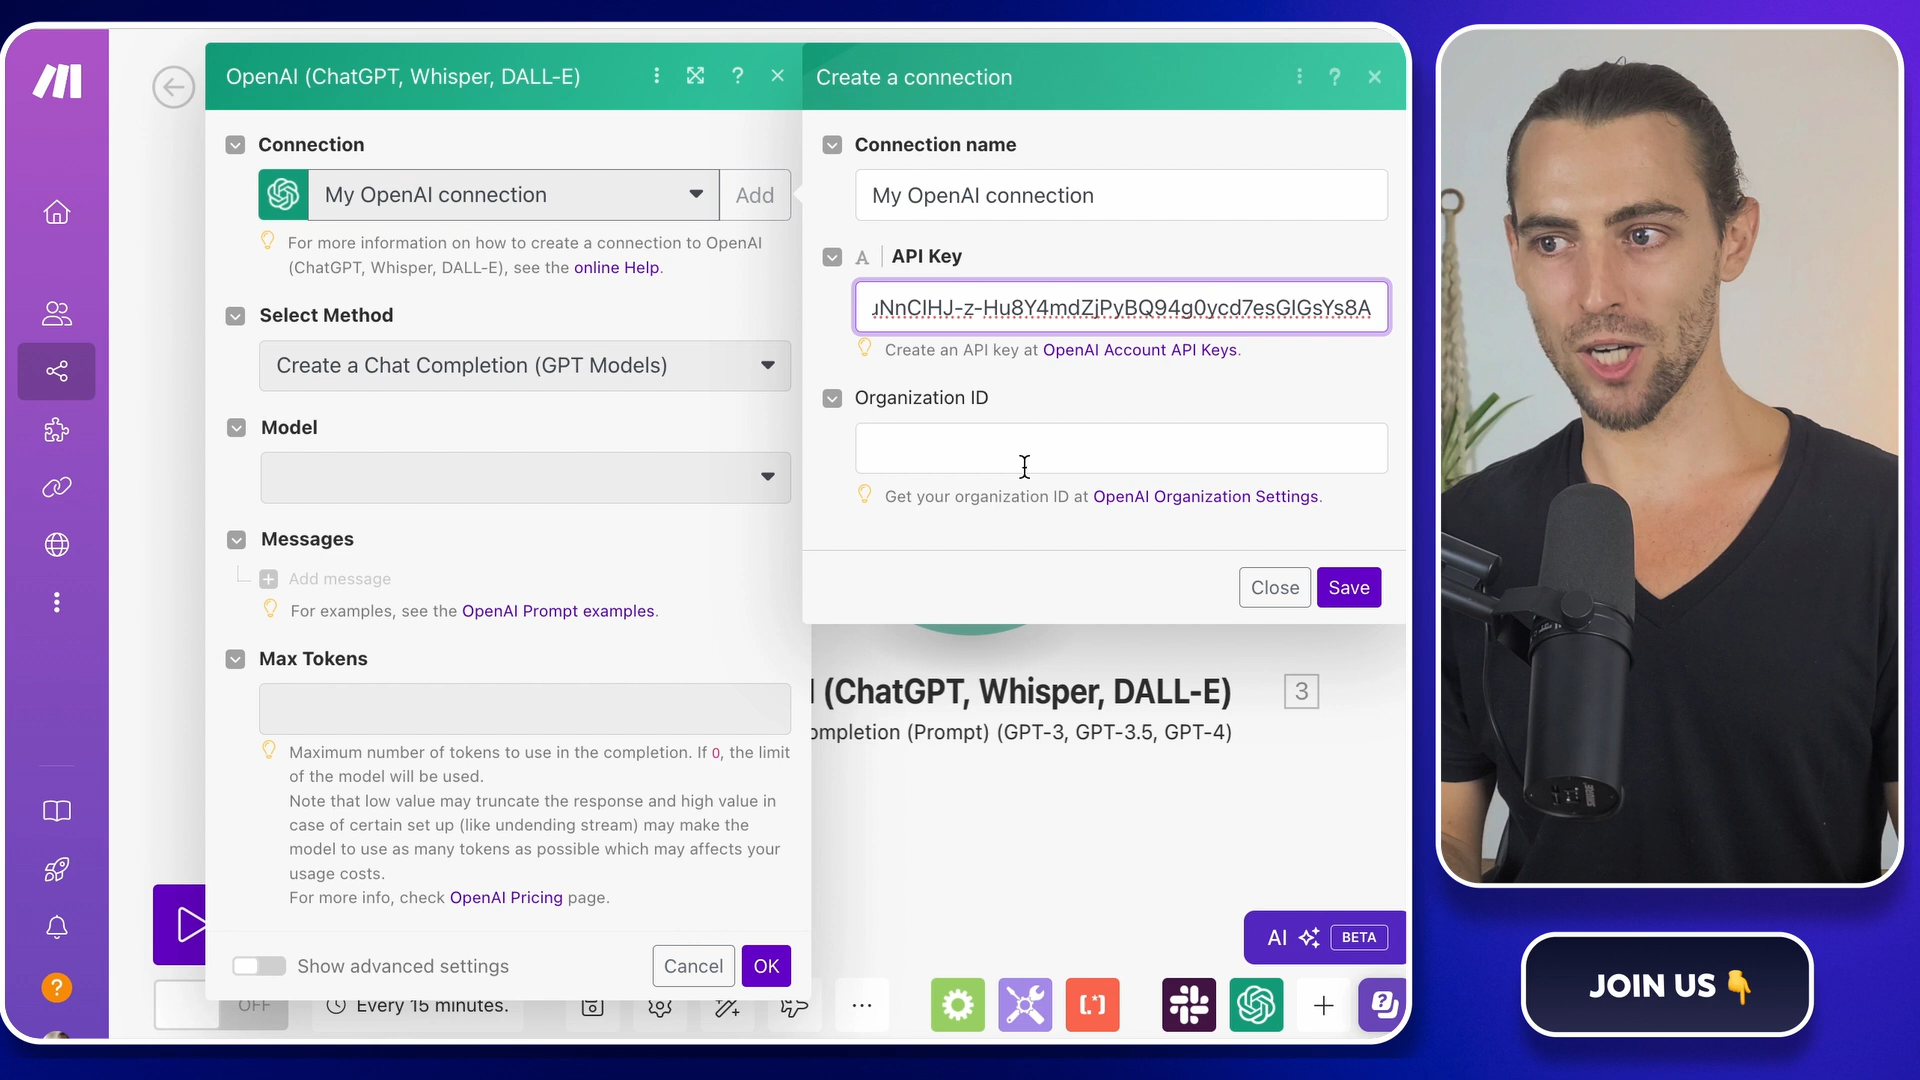 OpenAI (ChatGPT, Whisper, DALL-E)
?
Connection
My OpenAI connection
Add
For more information on how to create a connection to OpenAI
(ChatGPT, Whisper, DALL-E), see the online Help.
Select Method
Create a Chat Completion (GPT Models)
Model
Messages
Add message
For examples, see the OpenAI Prompt examples.
Max Tokens
Maximum number of tokens to use in the completion. If 0, the limit
of the model will be used.
Note that low value may truncate the response and high value in
case of certain set up (like undending stream) may make the
model to use as many tokens as possible which may affects your
usage costs.
For more info, check OpenAI Pricing page.
Show advanced settings
Cancel
OK
Create a connection
?
Connection name
My OpenAI connection
A
API Key
Create an API key at OpenAI Account API Keys.
Organization ID
Get your organization ID at OpenAI Organization Settings.
Close
Save
(ChatGPT, Whisper, DALL-E)
3
(Prompt) (GPT-3, GPT-3.5, GPT-4)
AI
BETA
?
OFF
Every 15 minutes.
JOIN US